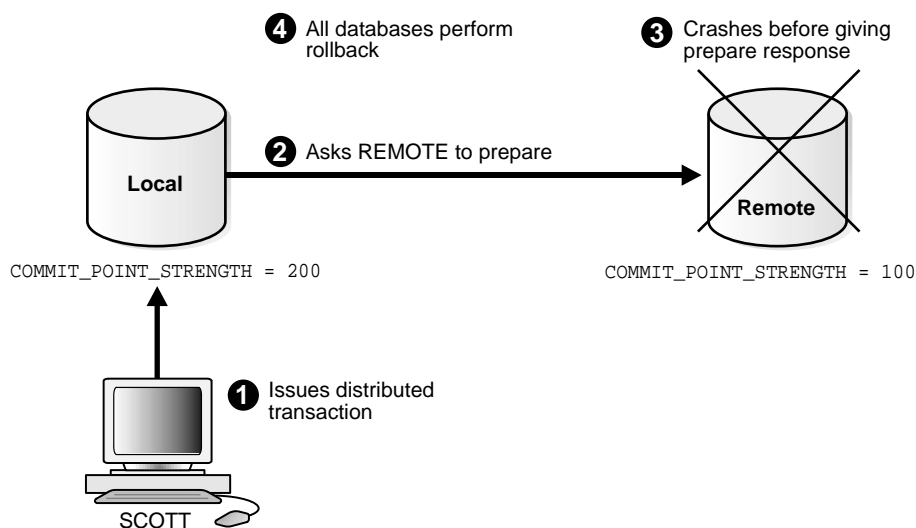 4 All databases perform
rollback
3 Crashes before giving
prepare response
2 Asks REMOTE to prepare
Local
Remote
COMMIT_POINT_STRENGTH = 200
COMMIT_POINT_STRENGTH = 100
1 Issues distributed
transaction
SCOTT